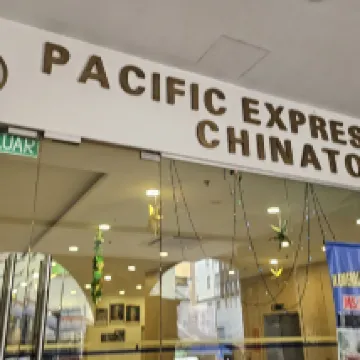 PACIFIC EXPRES
CHINATO
LUAR